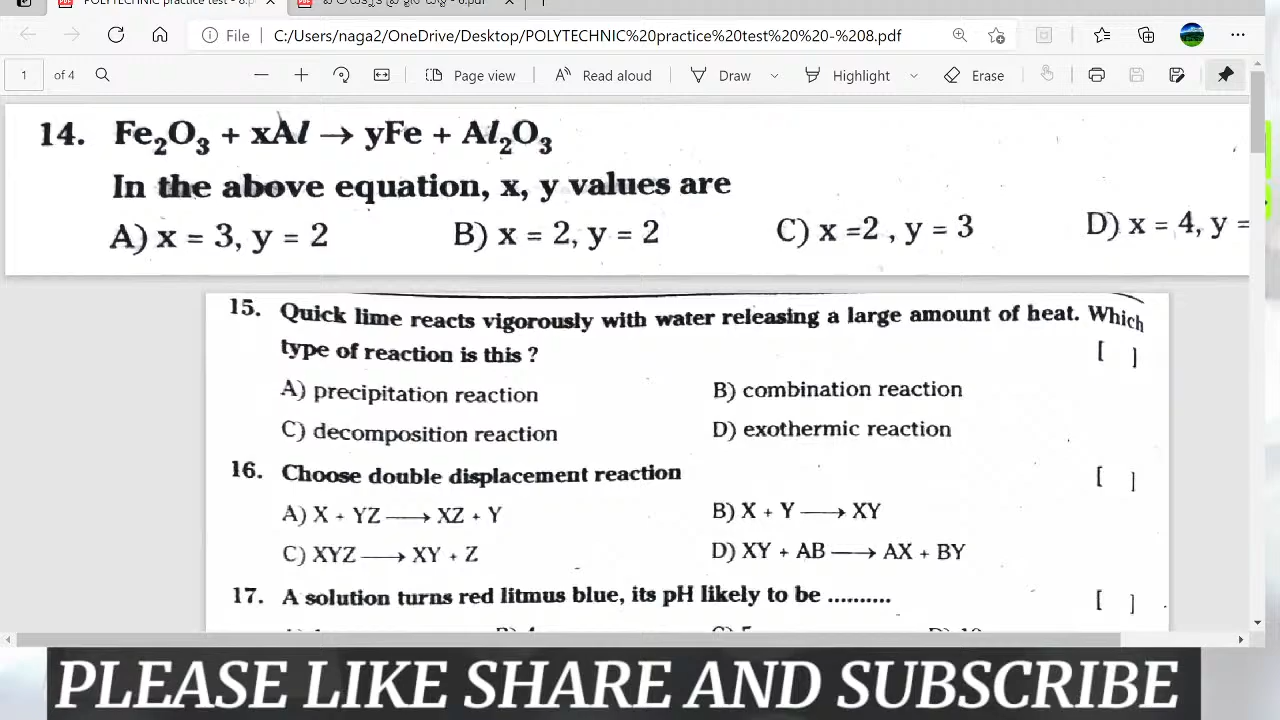 POLYTECHNIC practice test - 8.p
File C:/Users/naga2/OneDrive/Desktop/POLYTECHNIC%20practice%20test%20%20-%208.pdf
1 of 4 Page view Read aloud Draw Highlight Erase
14. Fe₂O₃ + xAl → yFe + Al₂O₃
In the above equation, x, y values are
A) x = 3, y = 2 B) x = 2, y = 2 C) x =2 , y = 3 D) x = 4, y =
15. Quick lime reacts vigorously with water releasing a large amount of heat. Which
type of reaction is this ? [ ]
A) precipitation reaction B) combination reaction
C) decomposition reaction D) exothermic reaction
16. Choose double displacement reaction [ ]
A) X + YZ ⟶ XZ + Y B) X + Y ⟶ XY
C) XYZ ⟶ XY + Z D) XY + AB ⟶ AX + BY
17. A solution turns red litmus blue, its pH likely to be .......... [ ]
PLEASE LIKE SHARE AND SUBSCRIBE